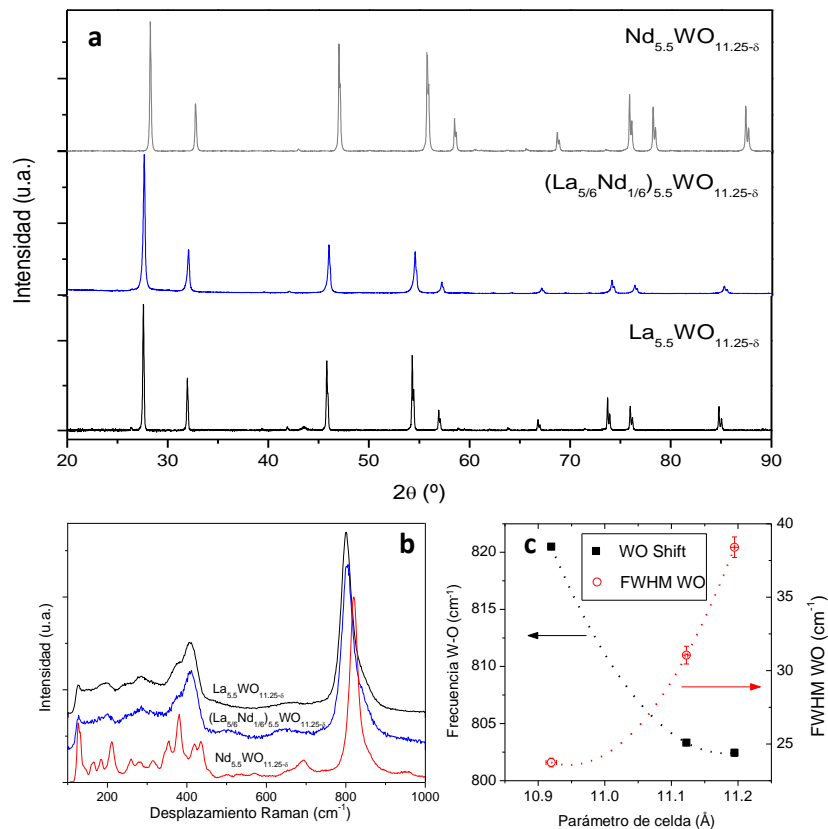 a
Nd5.5WO11.25-δ
(La5/6Nd1/6)5.5WO11.25-δ
La5.5WO11.25-δ
Intensidad (u.a.)
20 30 40 50 60 70 80 90
2θ (º)
b
La5.5WO11.25-δ
(La5/6Nd1/6)5.5WO11.25-δ
Nd5.5WO11.25-δ
Intensidad (u.a.)
200 400 600 800 1000
Desplazamiento Raman (cm-1)
c
WO Shift
FWHM WO
820
815
810
805
800
Frecuencia W-O (cm-1)
40
35
30
25
FWHM WO (cm-1)
10.9 11.0 11.1 11.2
Parámetro de celda (Å)